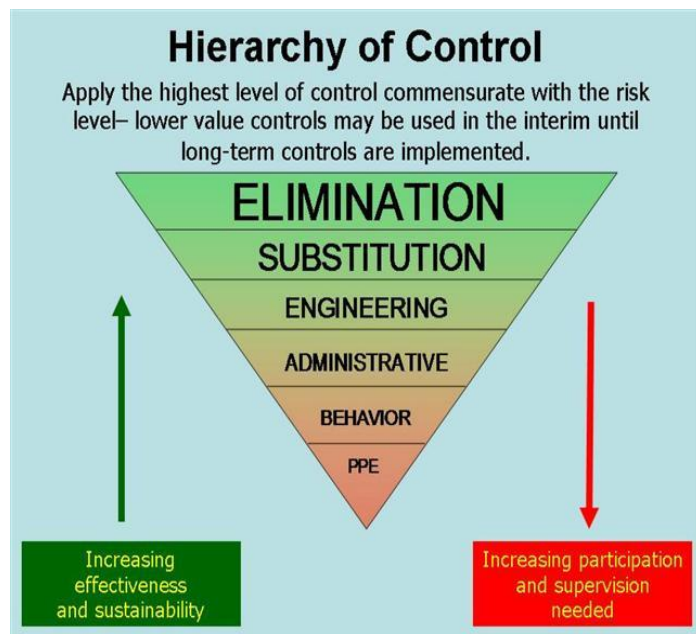 Hierarchy of Control
Apply the highest level of control commensurate with the risk
level– lower value controls may be used in the interim until
long-term controls are implemented.
ELIMINATION
SUBSTITUTION
ENGINEERING
ADMINISTRATIVE
BEHAVIOR
PPE
Increasing
effectiveness
and sustainability
Increasing participation
and supervision
needed